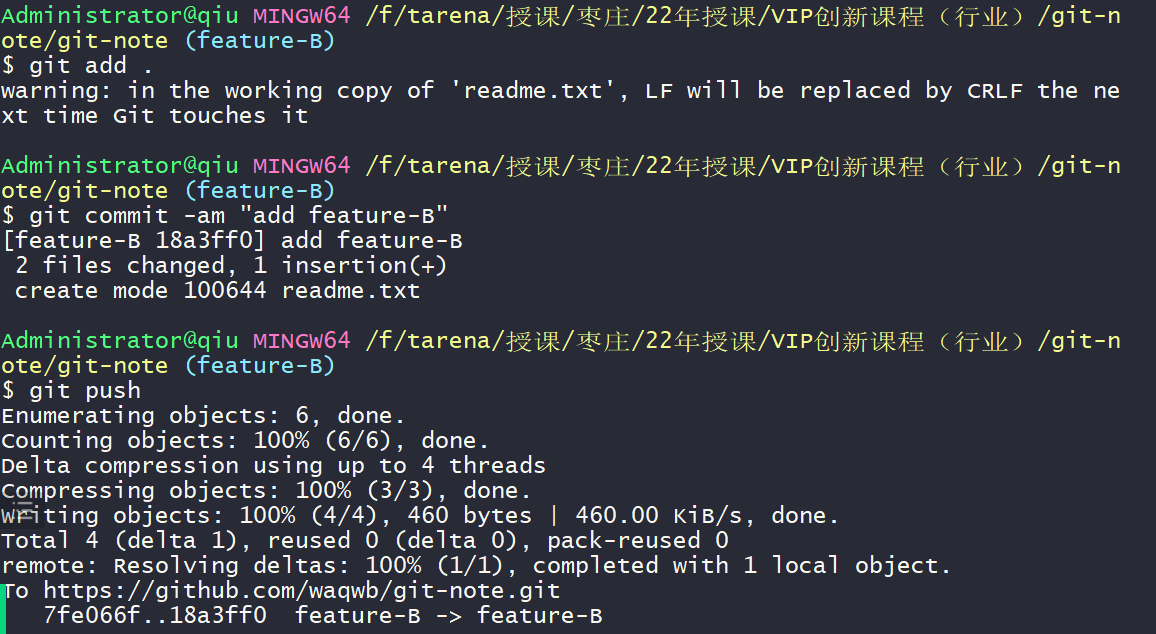 Administrator@qiu MINGW64 /f/tarena/授课/枣庄/22年授课/VIP创新课程（行业）/git-n
ote/git-note (feature-B)
$ git add .
warning: in the working copy of 'readme.txt', LF will be replaced by CRLF the ne
xt time Git touches it
Administrator@qiu MINGW64 /f/tarena/授课/枣庄/22年授课/VIP创新课程（行业）/git-n
ote/git-note (feature-B)
$ git commit -am "add feature-B"
[feature-B 18a3ff0] add feature-B
 2 files changed, 1 insertion(+)
 create mode 100644 readme.txt
Administrator@qiu MINGW64 /f/tarena/授课/枣庄/22年授课/VIP创新课程（行业）/git-n
ote/git-note (feature-B)
$ git push
Enumerating objects: 6, done.
Counting objects: 100% (6/6), done.
Delta compression using up to 4 threads
Compressing objects: 100% (3/3), done.
Writing objects: 100% (4/4), 460 bytes | 460.00 KiB/s, done.
Total 4 (delta 1), reused 0 (delta 0), pack-reused 0
remote: Resolving deltas: 100% (1/1), completed with 1 local object.
To https://github.com/waqwb/git-note.git
   7fe066f..18a3ff0  feature-B -> feature-B